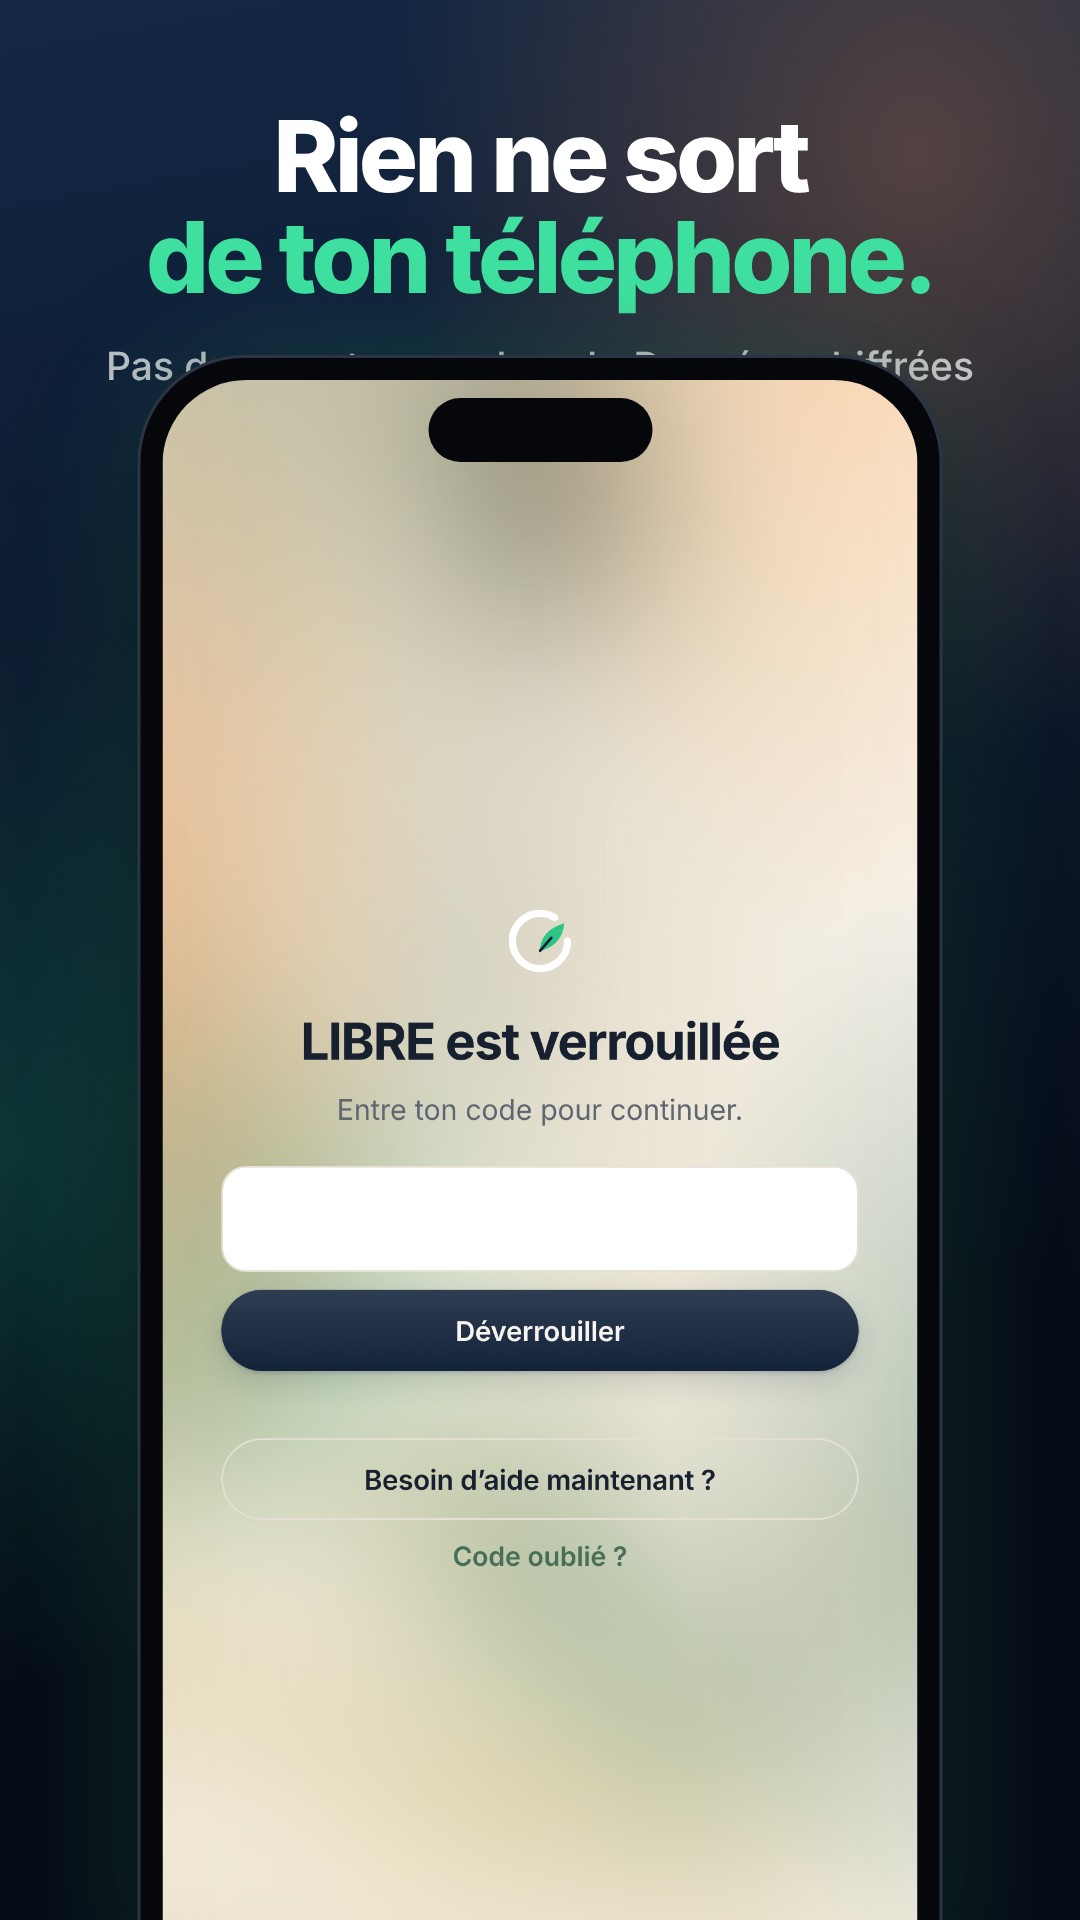 Rien ne sort
de ton téléphone.
Pas
LIBRE est verrouillée
Entre ton code pour continuer.
Déverrouiller
Besoin d’aide maintenant ?
Code oublié ?